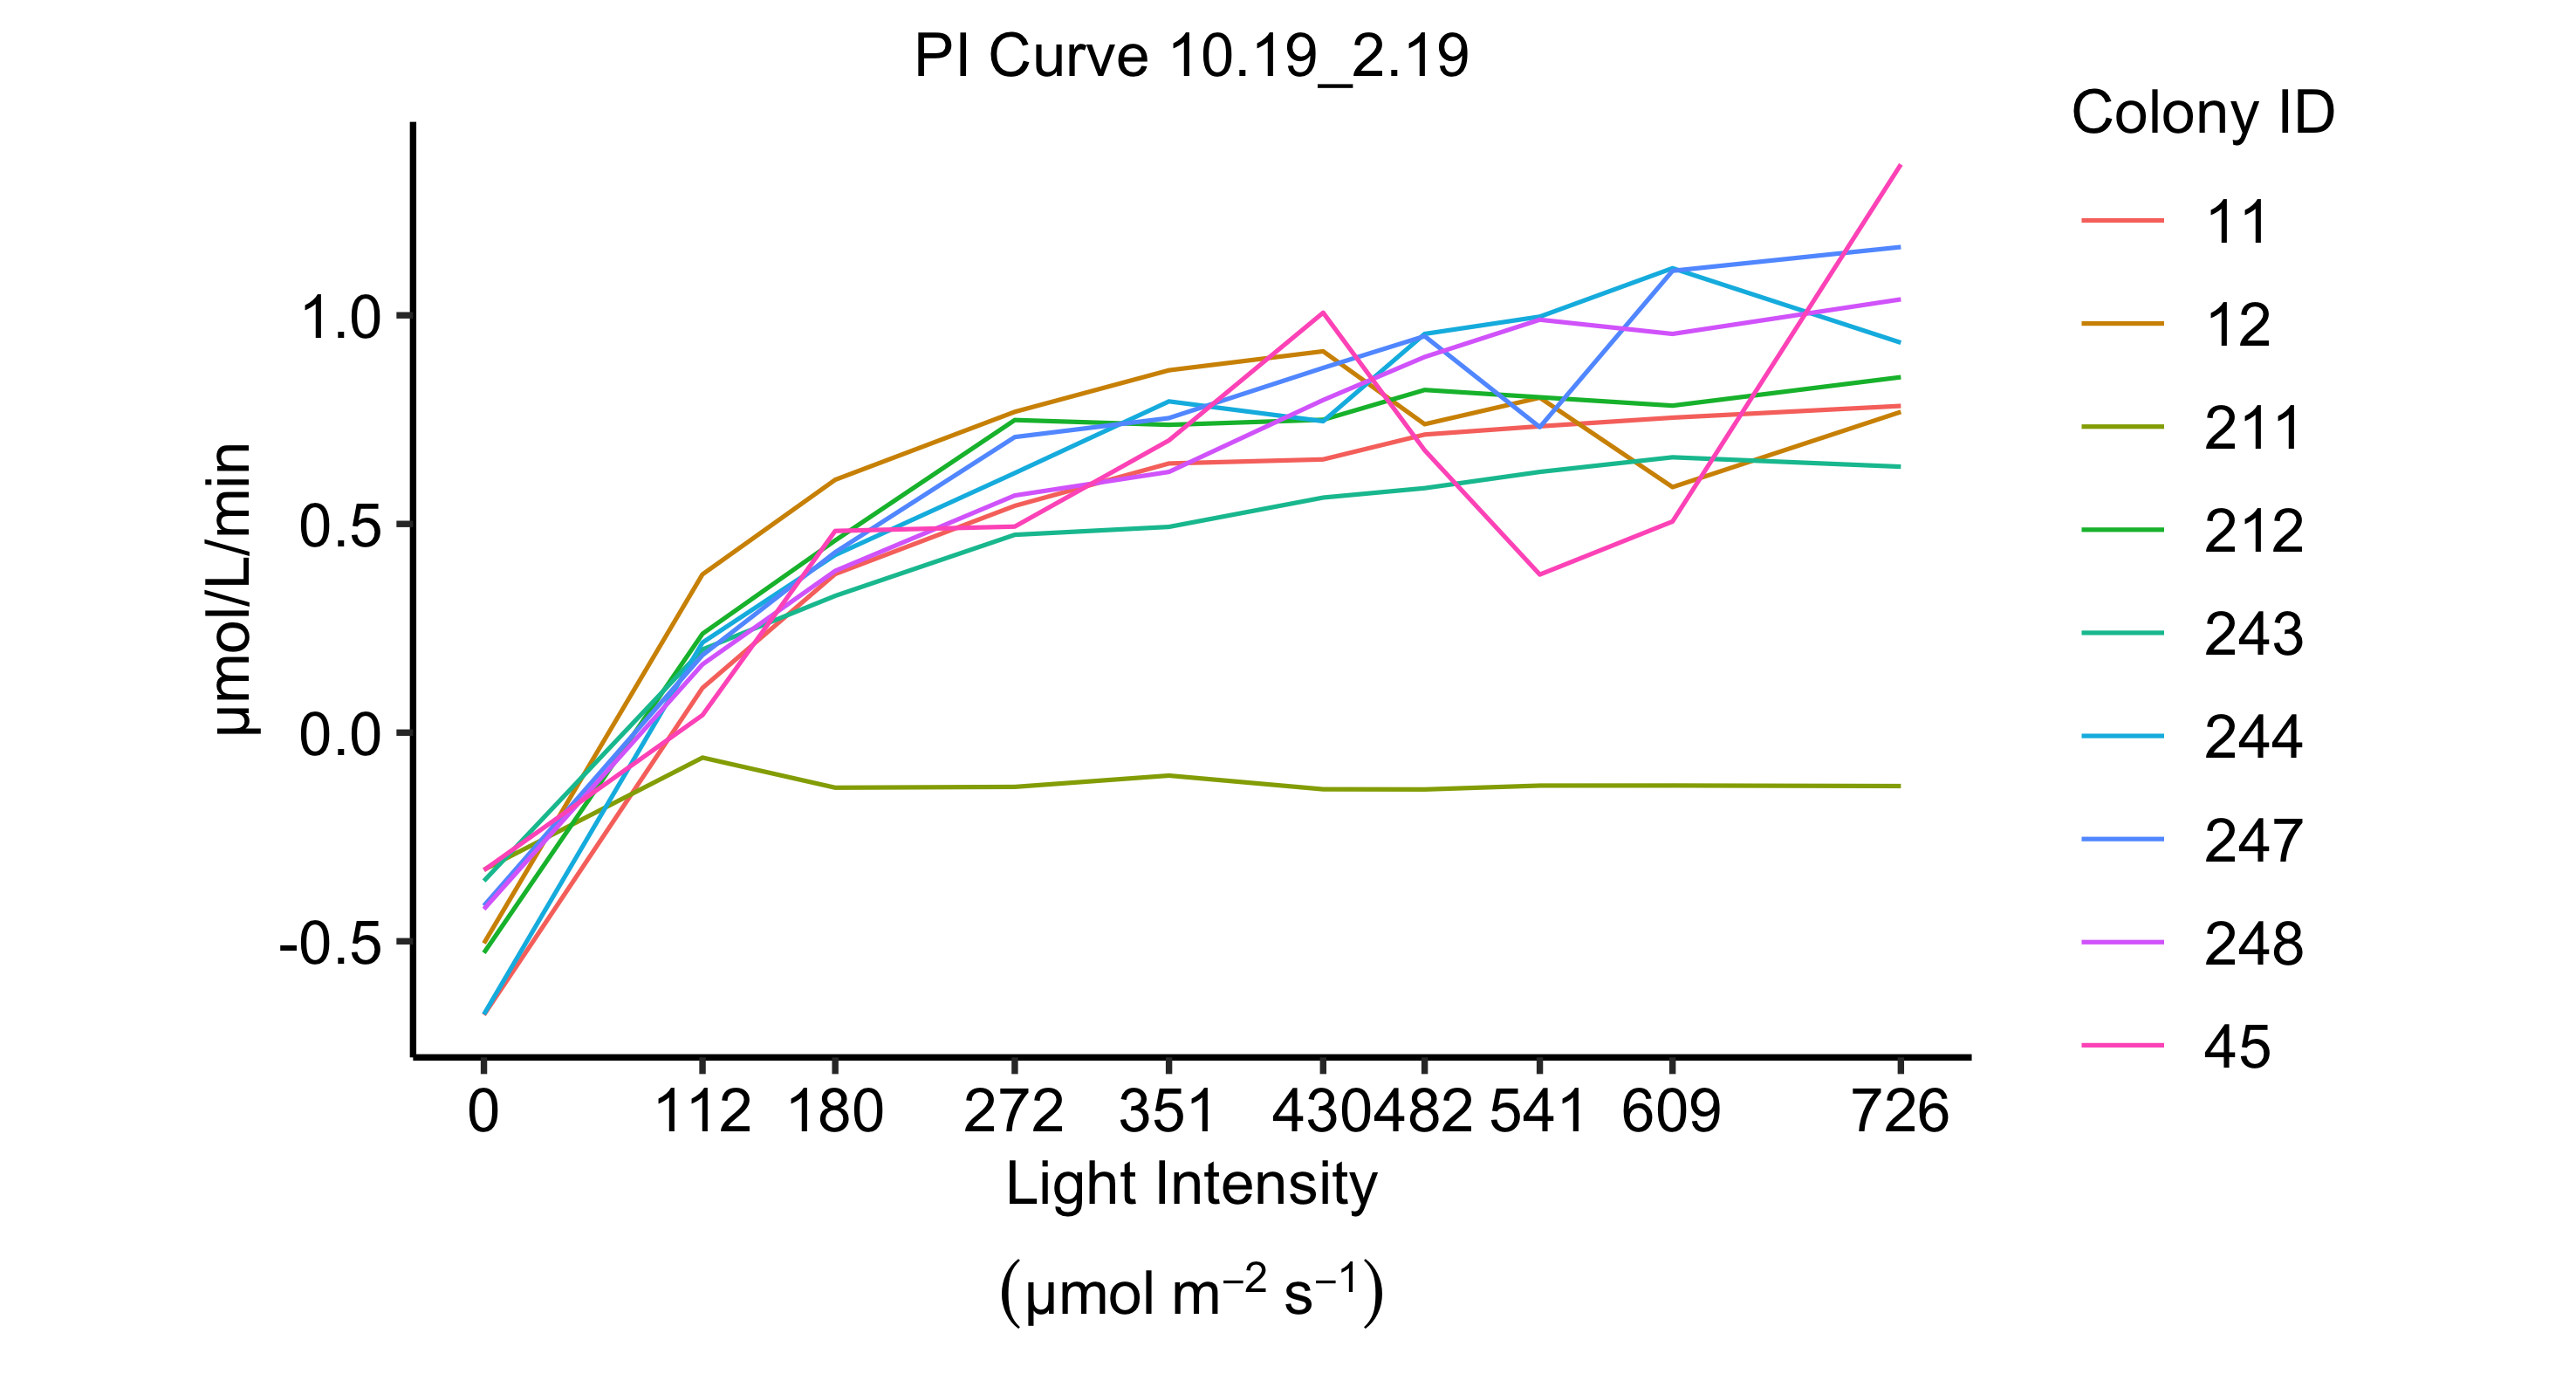 PI Curve 10.19_2.19
µmol/L/min
1.0
0.5
0.0
-0.5
0 112 180 272 351 430 482 541 609 726
Light Intensity
(µmol m⁻² s⁻¹)
Colony ID
11
12
211
212
243
244
247
248
45